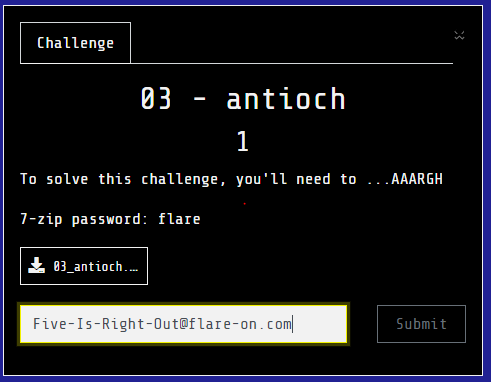 Challenge
03 - antioch
1
To solve this challenge, you'll need to ...AAARGH
7-zip password: flare
03_antioch.…
Five-Is-Right-Out@flare-on.com
Submit